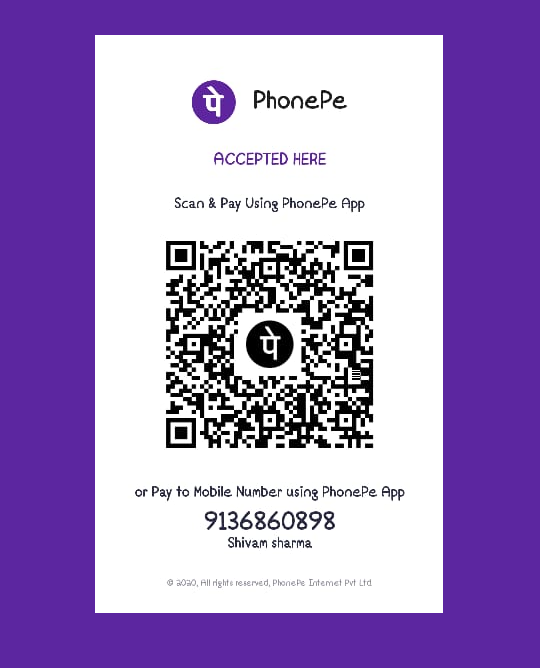 पे PhonePe
ACCEPTED HERE
Scan & Pay Using PhonePe App
पे
or Pay to Mobile Number using PhonePe App
9136860898
Shivam sharma
© 2020, All rights reserved, PhonePe Internet Pvt Ltd.